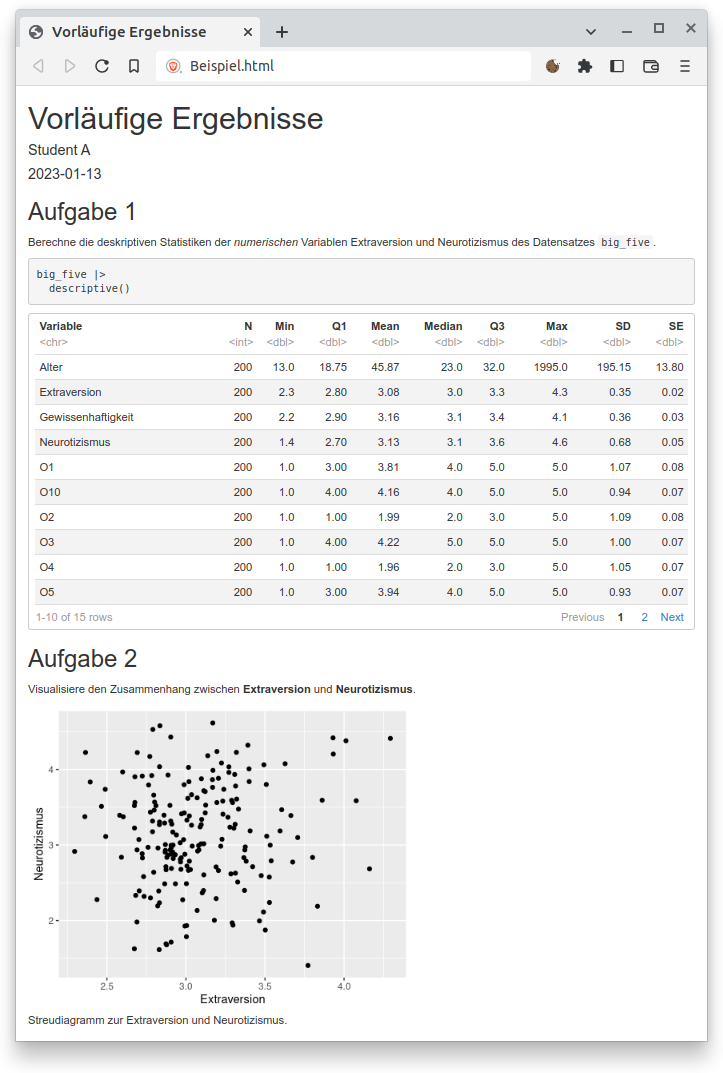 Vorläufige Ergebnisse
Beispiel.html
Vorläufige Ergebnisse
Student A
2023-01-13
Aufgabe 1
Berechne die deskriptiven Statistiken der numerischen Variablen Extraversion und Neurotizismus des Datensatzes big_five.
big_five |>
descriptive()
Variable N Min Q1 Mean Median Q3 Max SD SE
<chr> <int> <dbl> <dbl> <dbl> <dbl> <dbl> <dbl> <dbl> <dbl>
Alter 200 13.0 18.75 45.87 23.0 32.0 1995.0 195.15 13.80
Extraversion 200 2.3 2.80 3.08 3.0 3.3 4.3 0.35 0.02
Gewissenhaftigkeit 200 2.2 2.90 3.16 3.1 3.4 4.1 0.36 0.03
Neurotizismus 200 1.4 2.70 3.13 3.1 3.6 4.6 0.68 0.05
O1 200 1.0 3.00 3.81 4.0 5.0 5.0 1.07 0.08
O10 200 1.0 4.00 4.16 4.0 5.0 5.0 0.94 0.07
O2 200 1.0 1.00 1.99 2.0 3.0 5.0 1.09 0.08
O3 200 1.0 4.00 4.22 5.0 5.0 5.0 1.00 0.07
O4 200 1.0 1.00 1.96 2.0 3.0 5.0 1.05 0.07
O5 200 1.0 3.00 3.94 4.0 5.0 5.0 0.93 0.07
1-10 of 15 rows Previous 1 2 Next
Aufgabe 2
Visualisiere den Zusammenhang zwischen Extraversion und Neurotizismus.
Neurotizismus
4
3
2
2.5 3.0 3.5 4.0
Extraversion
Streudiagramm zur Extraversion und Neurotizismus.